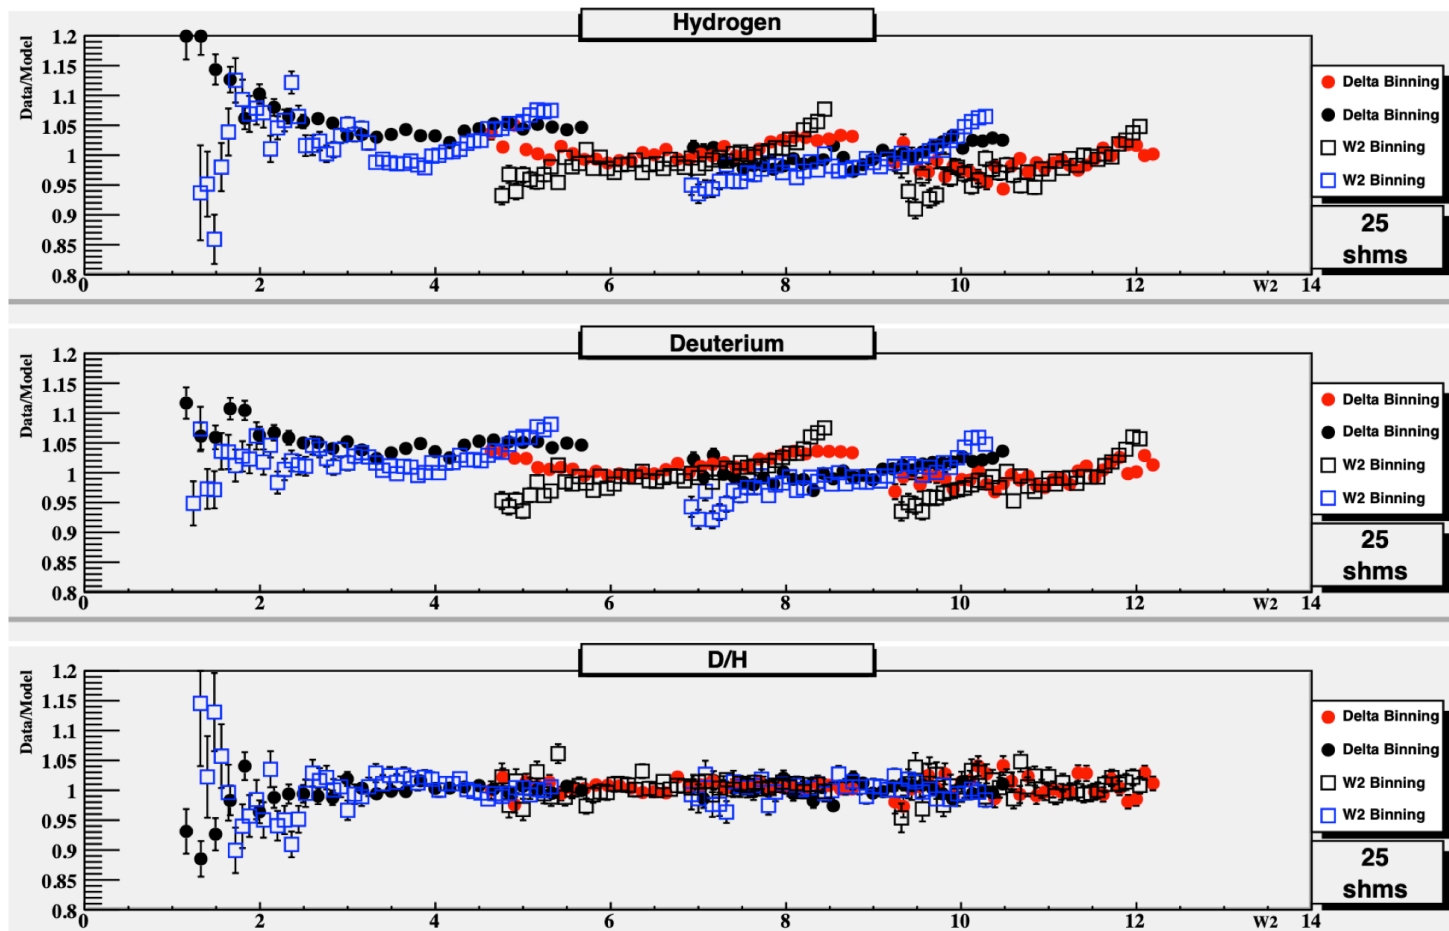 Hydrogen
Data/Model
1.2
1.15
1.1
1.05
1
0.95
0.9
0.85
0.8
0 2 4 6 8 10 12 14
W2
Delta Binning
Delta Binning
W2 Binning
W2 Binning
25
shms
Deuterium
Data/Model
1.2
1.15
1.1
1.05
1
0.95
0.9
0.85
0.8
0 2 4 6 8 10 12 14
W2
Delta Binning
Delta Binning
W2 Binning
W2 Binning
25
shms
D/H
Data/Model
1.2
1.15
1.1
1.05
1
0.95
0.9
0.85
0.8
0 2 4 6 8 10 12 14
W2
Delta Binning
Delta Binning
W2 Binning
W2 Binning
25
shms